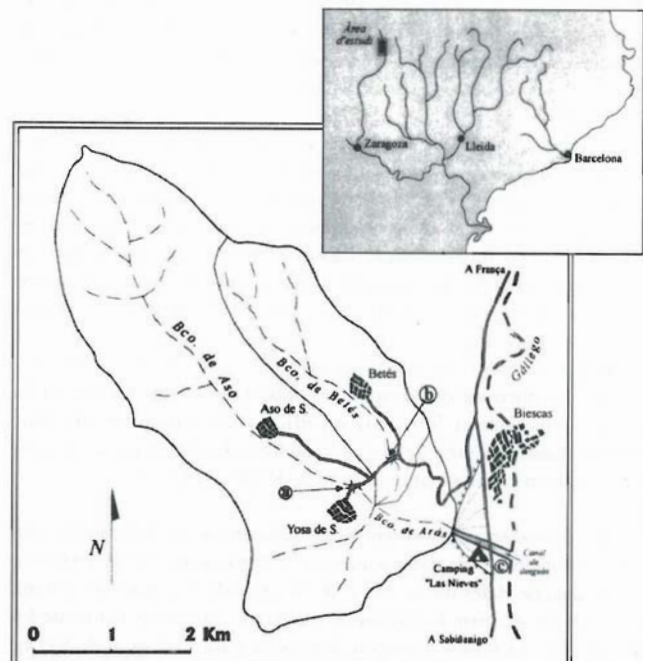 Àrea
d'estudi
Zaragoza
Lleida
Barcelona
A França
Gállego
Bco. de Aso
Bco. de Betés
Betés
b
Biescas
Aso de S.
a
Yosa de S.
Bco. de Arás
N
Canal
de
Camping
"Las Nieves"
c
0 1 2 Km
A Sabiñánigo